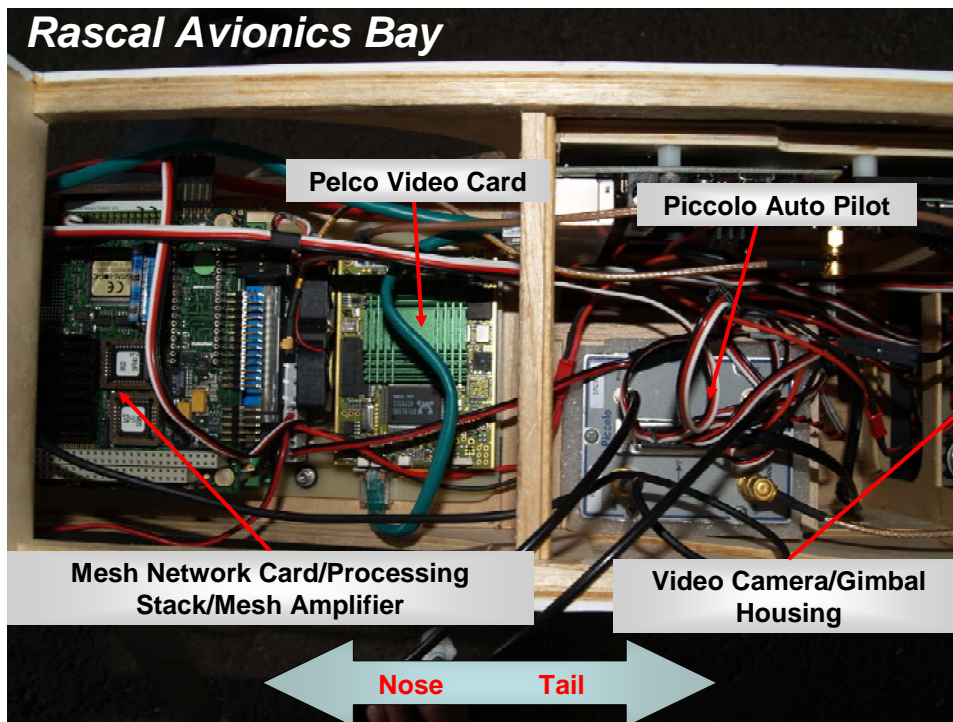 Rascal Avionics Bay
Pelco Video Card
Piccolo Auto Pilot
Piccolo
Mesh Network Card/Processing
Stack/Mesh Amplifier
Video Camera/Gimbal
Housing
Nose Tail